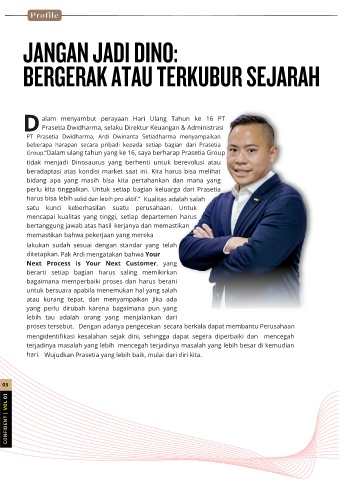 Profile
JANGAN JADI DINO:
BERGERAK ATAU TERKUBUR SEJARAH
Dalam menyambut perayaan Hari Ulang Tahun ke 16 PT
Prasetia Dwidharma, selaku Direktur Keuangan & Administrasi
PT Prasetia Dwidharma, Ardi Dwinanta Setiadharma menyampaikan
beberapa harapan secara pribadi kepada setiap bagian dari Prasetia
Group."Dalam ulang tahun yang ke 16, saya berharap Prasetia Group
tidak menjadi Dinosaurus yang berhenti untuk berevolusi atau
beradaptasi atas kondisi market saat ini. Kita harus bisa melihat
bidang apa yang masih bisa kita pertahankan dan mana yang
perlu kita tinggalkan. Untuk setiap bagian keluarga dari Prasetia
harus bisa lebih solid dan lebih pro aktif." Kualitas adalah salah
satu kunci keberhasilan suatu perusahaan. Untuk
mencapai kualitas yang tinggi, setiap departemen harus
bertanggung jawab atas hasil kerjanya dan memastikan
memastikan bahwa pekerjaan yang mereka
lakukan sudah sesuai dengan standar yang telah
ditetapkan. Pak Ardi mengatakan bahwa Your
Next Process is Your Next Customer, yang
berarti setiap bagian harus saling memikirkan
bagaimana memperbaiki proses dan harus berani
untuk bersuara apabila menemukan hal yang salah
atau kurang tepat, dan menyampaikan jika ada
yang perlu dirubah karena bagaimana pun yang
lebih tau adalah orang yang menjalankan dari
proses tersebut. Dengan adanya pengecekan secara berkala dapat membantu Perusahaan
mengidentifikasi kesalahan sejak dini, sehingga dapat segera diperbaiki dan mencegah
terjadinya masalah yang lebih mencegah terjadinya masalah yang lebih besar di kemudian
hari. Wujudkan Prasetia yang lebih baik, mulai dari diri kita.
05
CONFIDENT | VOL 01